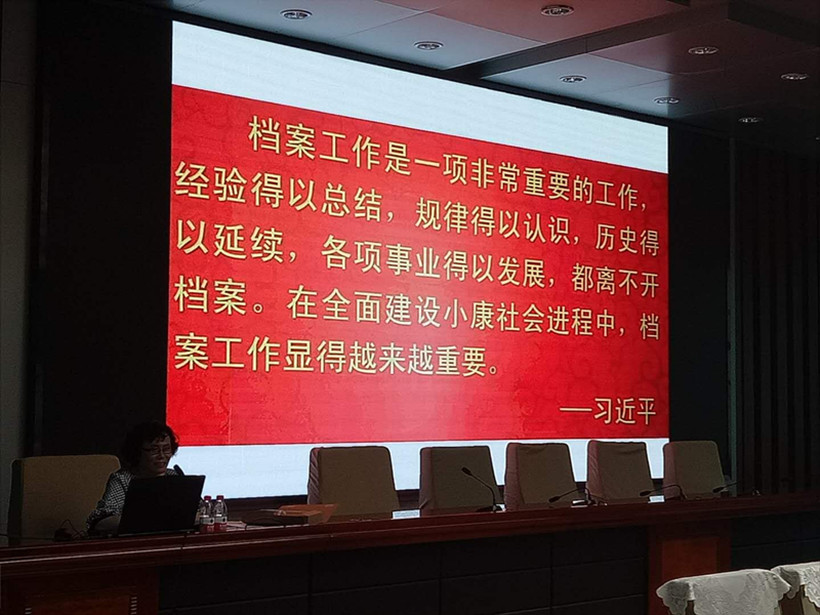 档案工作是一项非常重要的工作，
经验得以总结，规律得以认识，历史得
以延续，各项事业得以发展，都离不开
档案。在全面建设小康社会进程中，档
案工作显得越来越重要。
—习近平